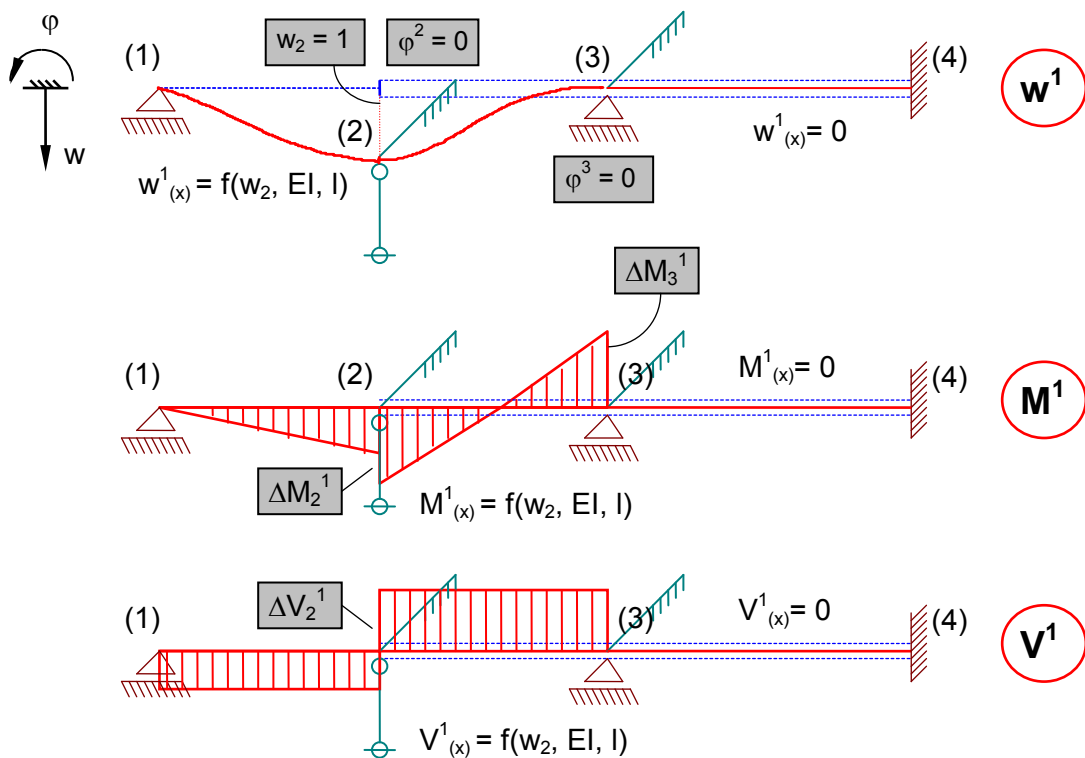 φ
w
(1)
w₂ = 1
φ² = 0
(3)
(4)
w¹
(2)
w¹₍ₓ₎ = 0
w¹₍ₓ₎ = f(w₂, EI, l)
φ³ = 0
ΔM₃¹
(1)
(2)
(3)
M¹₍ₓ₎ = 0
(4)
M¹
ΔM₂¹
M¹₍ₓ₎ = f(w₂, EI, l)
ΔV₂¹
(1)
(3)
V¹₍ₓ₎ = 0
(4)
V¹
V¹₍ₓ₎ = f(w₂, EI, l)